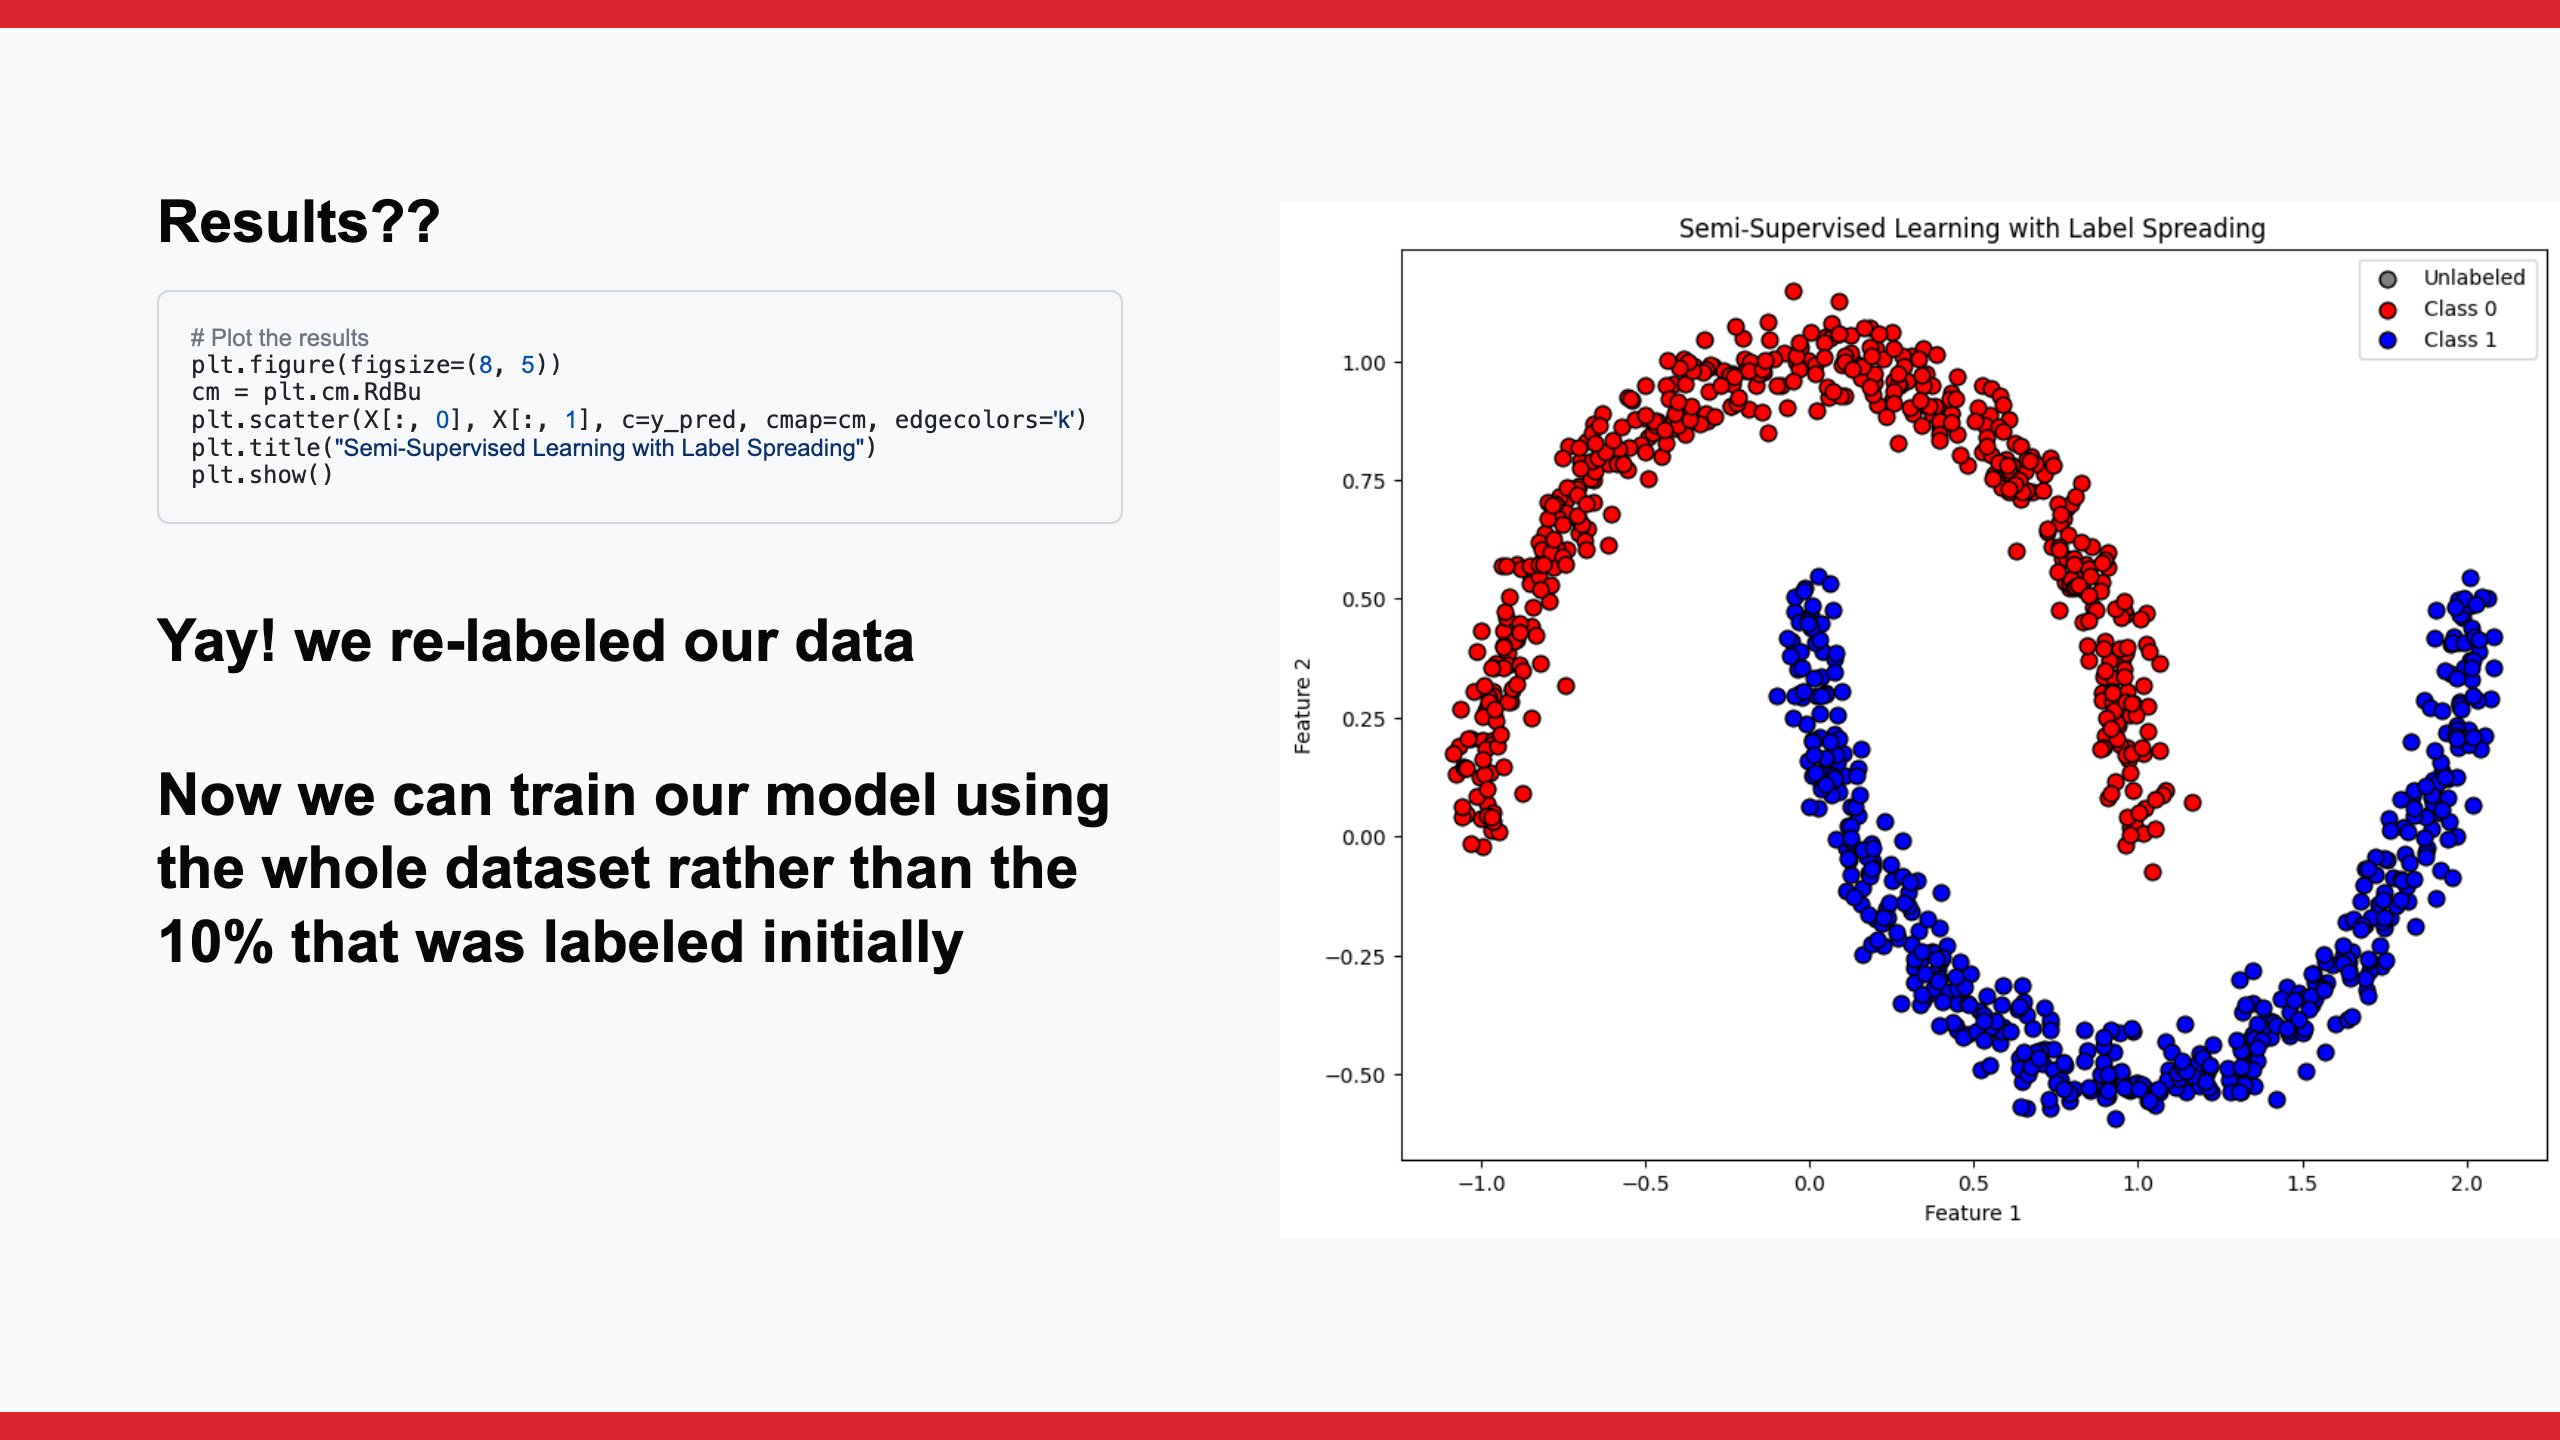 Results??
# Plot the results
plt.figure(figsize=(8, 5))
cm = plt.cm.RdBu
plt.scatter(X[:, 0], X[:, 1], c=y_pred, cmap=cm, edgecolors='k')
plt.title("Semi-Supervised Learning with Label Spreading")
plt.show()
Yay! we re-labeled our data
Now we can train our model using
the whole dataset rather than the
10% that was labeled initially
Semi-Supervised Learning with Label Spreading
Unlabeled
Class 0
Class 1
1.00
0.75
0.50
0.25
0.00
−0.25
−0.50
Feature 2
−1.0
−0.5
0.0
0.5
1.0
1.5
2.0
Feature 1